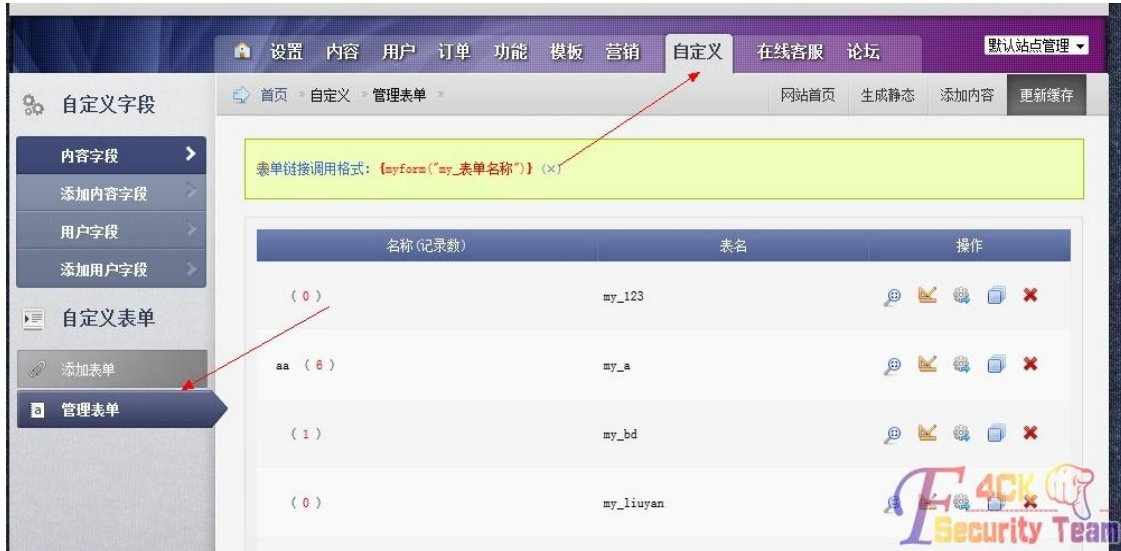 设置 内容 用户 订单 功能 模板 营销 自定义 在线客服 论坛 默认站点管理
自定义字段
首页 自定义 管理表单 网站首页 生成静态 添加内容 更新缓存
内容字段
添加内容字段
用户字段
添加用户字段
自定义表单
添加表单
管理表单
表单链接调用格式: {myform("my_表单名称")} (×)
名称(记录数) 表名 操作
(0) my_123
aa (6) my_a
(1) my_bd
(0) my_liuyan
F4CK
Security Team